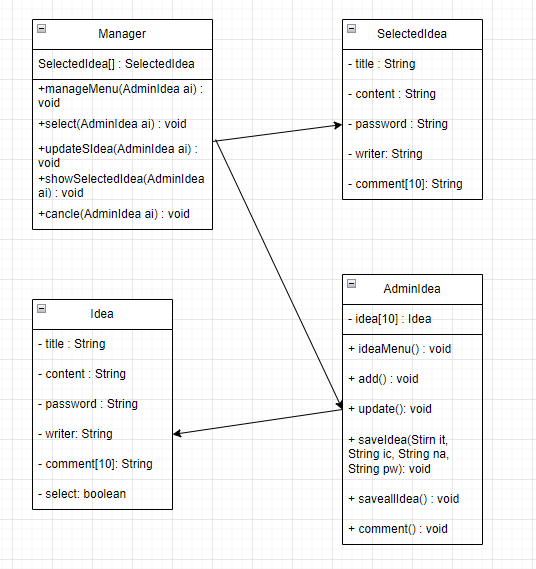 Manager
SelectedIdea[] : SelectedIdea
+manageMenu(AdminIdea ai) :
void
+select(AdminIdea ai) : void
+updateSIdea(AdminIdea ai) :
void
+showSelectedIdea(AdminIdea
ai) : void
+cancle(AdminIdea ai) : void
SelectedIdea
- title : String
- content : String
- password : String
- writer: String
- comment[10]: String
Idea
- title : String
- content : String
- password : String
- writer: String
- comment[10]: String
- select: boolean
AdminIdea
- idea[10] : Idea
+ ideaMenu() : void
+ add() : void
+ update(): void
+ saveIdea(Stirn it,
String ic, String na,
String pw): void
+ saveallIdea() : void
+ comment() : void